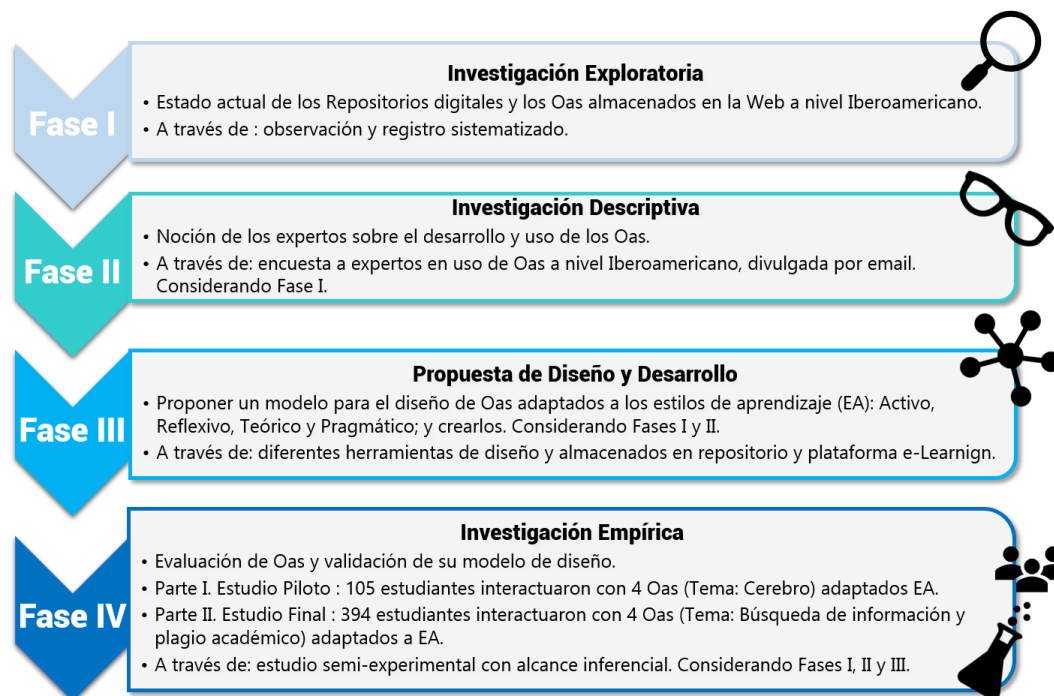 Fase I
Investigación Exploratoria
• Estado actual de los Repositorios digitales y los Oas almacenados en la Web a nivel Iberoamericano.
• A través de : observación y registro sistematizado.
Fase II
Investigación Descriptiva
• Noción de los expertos sobre el desarrollo y uso de los Oas.
• A través de: encuesta a expertos en uso de Oas a nivel Iberoamericano, divulgada por email.
Considerando Fase I.
Fase III
Propuesta de Diseño y Desarrollo
• Proponer un modelo para el diseño de Oas adaptados a los estilos de aprendizaje (EA): Activo,
Reflexivo, Teórico y Pragmático; y crearlos. Considerando Fases I y II.
• A través de: diferentes herramientas de diseño y almacenados en repositorio y plataforma e-Learnign.
Fase IV
Investigación Empírica
• Evaluación de Oas y validación de su modelo de diseño.
• Parte I. Estudio Piloto : 105 estudiantes interactuaron con 4 Oas (Tema: Cerebro) adaptados EA.
• Parte II. Estudio Final : 394 estudiantes interactuaron con 4 Oas (Tema: Búsqueda de información y
plagio académico) adaptados a EA.
• A través de: estudio semi-experimental con alcance inferencial. Considerando Fases I, II y III.